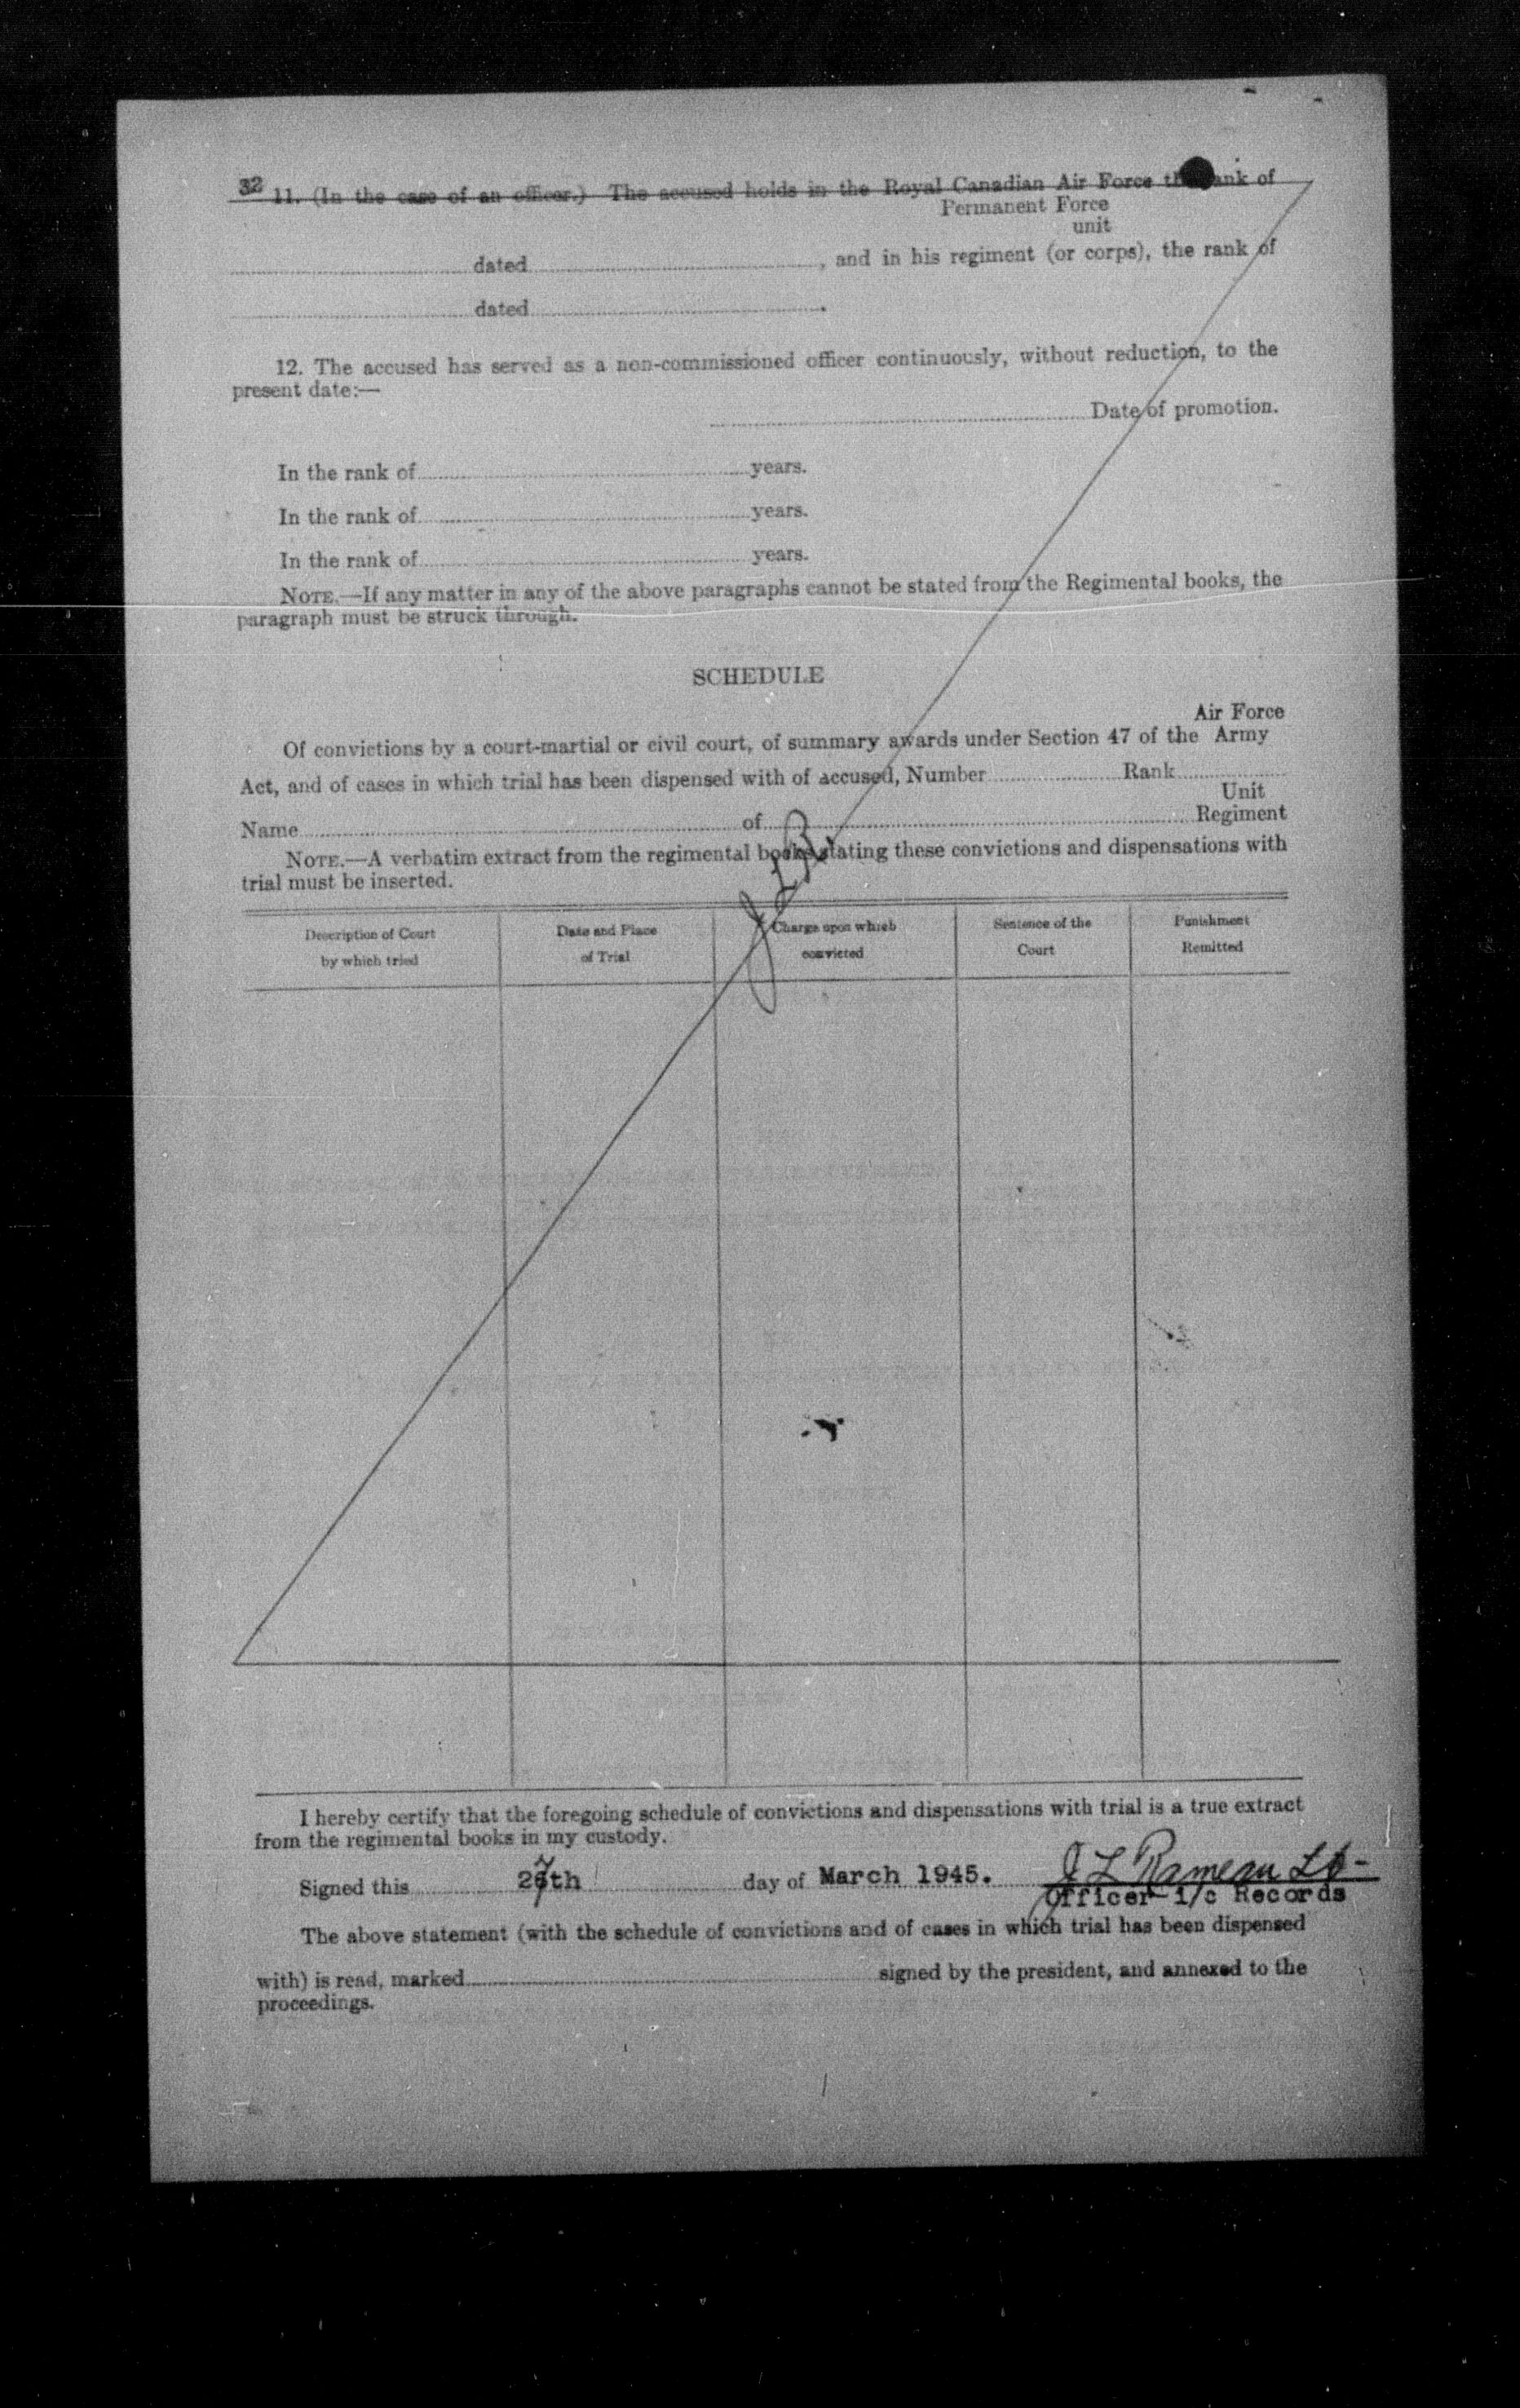 32
11. (In the case of an officer.) The accused holds in the Royal Canadian Air Force the rank of
Permanent Force
unit
dated , and in his regiment (or corps), the rank of
dated .
12. The accused has served as a non-commissioned officer continuously, without reduction, to the
present date:—
Date of promotion.
In the rank of years.
In the rank of years.
In the rank of years.
NOTE.—If any matter in any of the above paragraphs cannot be stated from the Regimental books, the
paragraph must be struck through.
SCHEDULE
Air Force
Of convictions by a court-martial or civil court, of summary awards under Section 47 of the Army
Act, and of cases in which trial has been dispensed with of accused, Number Rank
Unit
Name of Regiment
NOTE.—A verbatim extract from the regimental books stating these convictions and dispensations with
trial must be inserted.
JLR
Description of Court by which tried
Date and Place of Trial
Charge upon which convicted
Sentence of the Court
Punishment Remitted
I hereby certify that the foregoing schedule of convictions and dispensations with trial is a true extract
from the regimental books in my custody.
Signed this 27th day of March 1945. J L Rameau Lt-
Officer i/c Records
The above statement (with the schedule of convictions and of cases in which trial has been dispensed
with) is read, marked signed by the president, and annexed to the
proceedings.